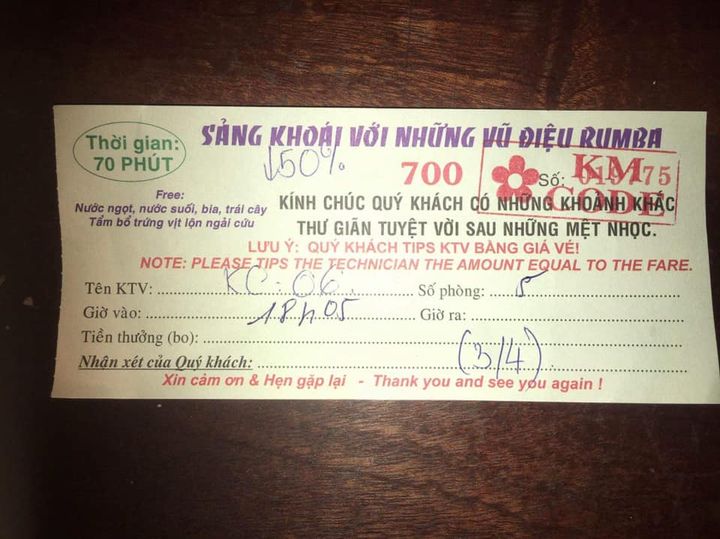 Thời gian:
70 PHÚT
SẢNG KHOÁI VỚI NHỮNG VŨ ĐIỆU RUMBA
↓50%
700
Số: 019775
KM
CODE
Free:
Nước ngọt, nước suối, bia, trái cây
Tẩm bổ trứng vịt lộn ngải cứu
KÍNH CHÚC QUÝ KHÁCH CÓ NHỮNG KHOẢNH KHẮC
THƯ GIÃN TUYỆT VỜI SAU NHỮNG MỆT NHỌC.
LƯU Ý: QUÝ KHÁCH TIPS KTV BẰNG GIÁ VÉ!
NOTE: PLEASE TIPS THE TECHNICIAN THE AMOUNT EQUAL TO THE FARE.
Tên KTV: KC: 06. Số phòng: 5
Giờ vào: 18h05 Giờ ra:
Tiền thưởng (bo):
Nhận xét của Quý khách: (3/4)
Xin cảm ơn & Hẹn gặp lại - Thank you and see you again !